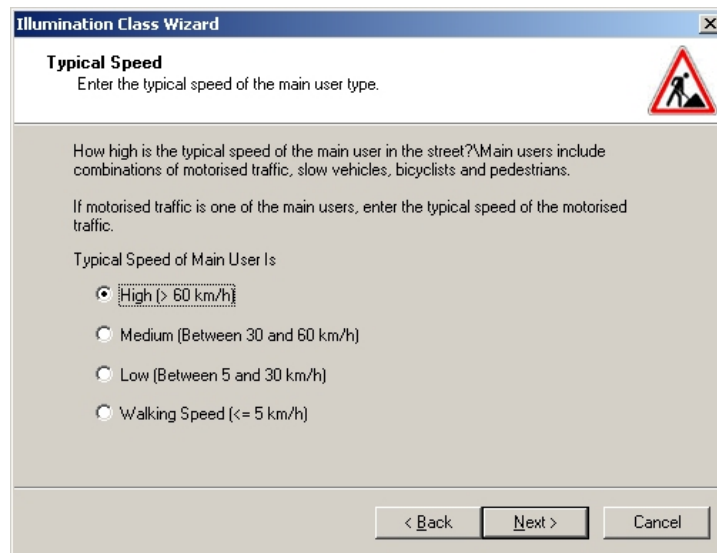 Illumination Class Wizard
Typical Speed
Enter the typical speed of the main user type.
How high is the typical speed of the main user in the street?\Main users include
combinations of motorised traffic, slow vehicles, bicyclists and pedestrians.
If motorised traffic is one of the main users, enter the typical speed of the motorised
traffic.
Typical Speed of Main User Is
High (> 60 km/h)
Medium (Between 30 and 60 km/h)
Low (Between 5 and 30 km/h)
Walking Speed (<= 5 km/h)
< Back Next > Cancel